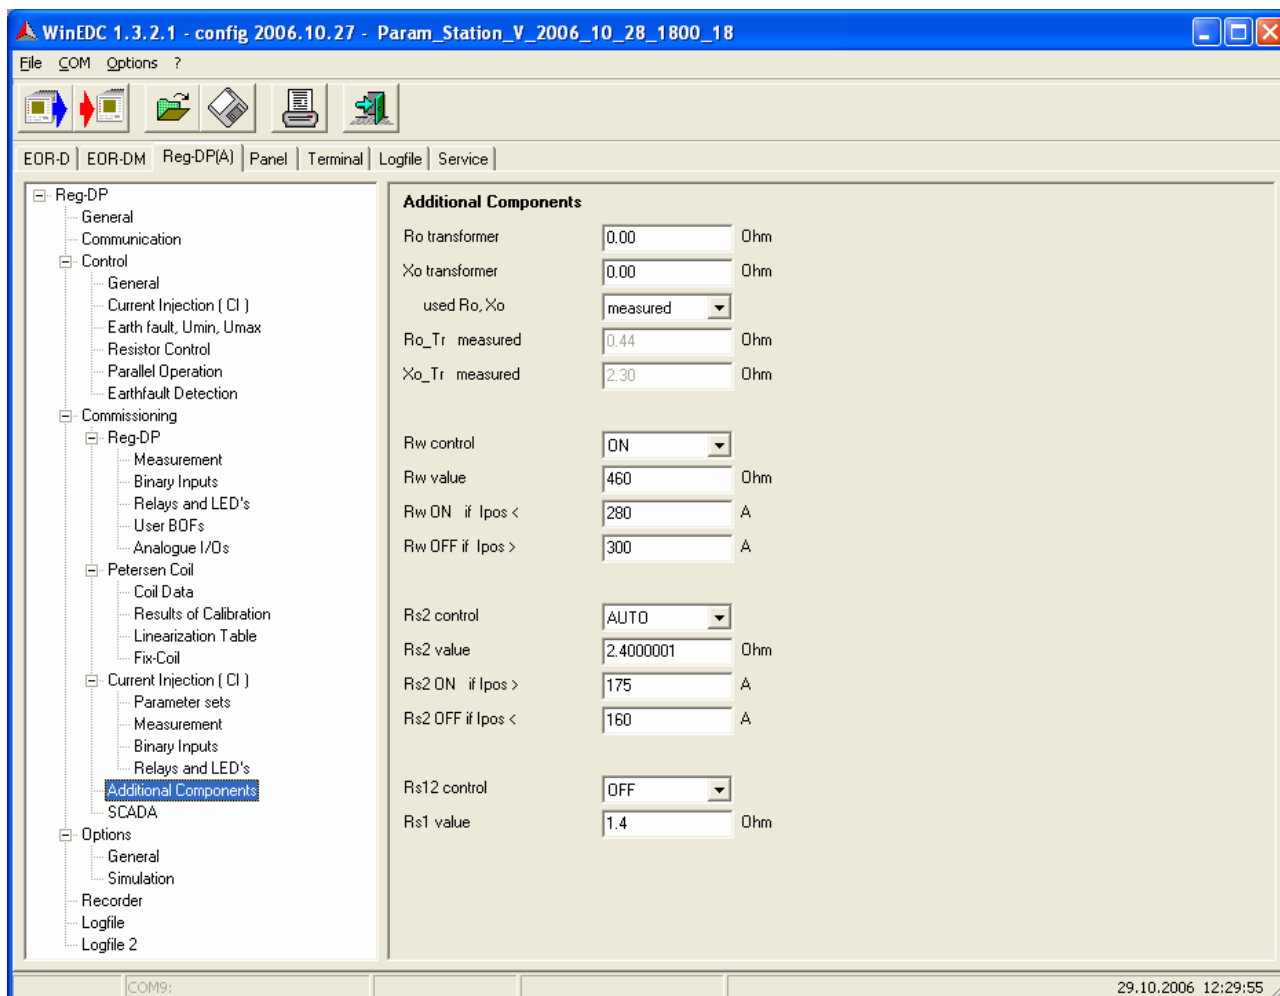 WinEDC 1.3.2.1 - config 2006.10.27 - Param_Station_V_2006_10_28_1800_18
File COM Options ?
EOR-D EOR-DM Reg-DP(A) Panel Terminal Logfile Service
Reg-DP
General
Communication
Control
General
Current Injection ( CI )
Earth fault, Umin, Umax
Resistor Control
Parallel Operation
Earthfault Detection
Commissioning
Reg-DP
Measurement
Binary Inputs
Relays and LED's
User BOFs
Analogue I/Os
Petersen Coil
Coil Data
Results of Calibration
Linearization Table
Fix-Coil
Current Injection ( CI )
Parameter sets
Measurement
Binary Inputs
Relays and LED's
Additional Components
SCADA
Options
General
Simulation
Recorder
Logfile
Logfile 2
Additional Components
Ro transformer 0.00 Ohm
Xo transformer 0.00 Ohm
used Ro, Xo measured
Ro_Tr measured 0.44 Ohm
Xo_Tr measured 2.30 Ohm
Rw control ON
Rw value 460 Ohm
Rw ON if Ipos < 280 A
Rw OFF if Ipos > 300 A
Rs2 control AUTO
Rs2 value 2.4000001 Ohm
Rs2 ON if Ipos > 175 A
Rs2 OFF if Ipos < 160 A
Rs12 control OFF
Rs1 value 1.4 Ohm
COM9: 29.10.2006 12:29:55